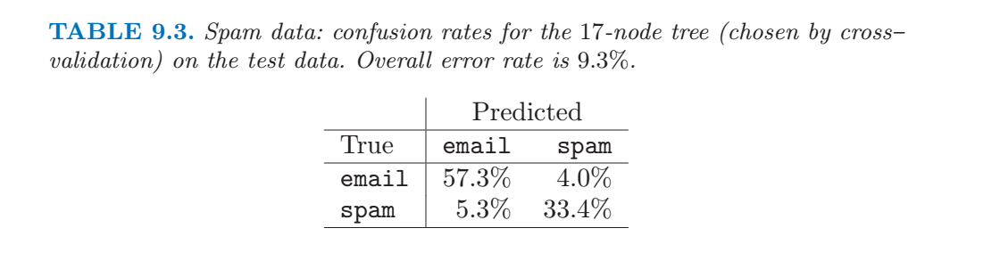 TABLE 9.3. Spam data: confusion rates for the 17-node tree (chosen by cross–
validation) on the test data. Overall error rate is 9.3%.
Predicted
True email spam
email 57.3% 4.0%
spam 5.3% 33.4%